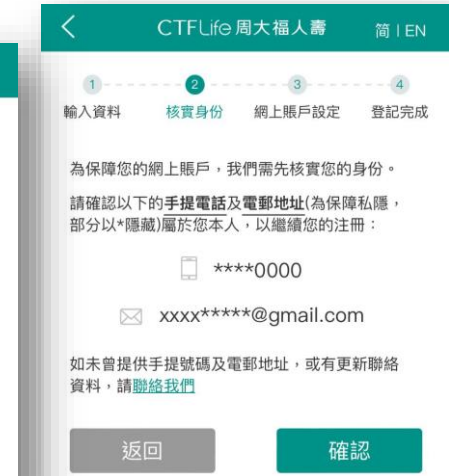 CTFLife 周大福人壽 简 | EN
1 2 3 4
輸入資料 核實身份 網上賬戶設定 登記完成
為保障您的網上賬戶，我們需先核實您的身份。
請確認以下的手提電話及電郵地址(為保障私隱，
部分以*隱藏)屬於您本人，以繼續您的注冊：
****0000
xxxx*****@gmail.com
如未曾提供手提號碼及電郵地址，或有更新聯絡
資料，請聯絡我們
返回 確認